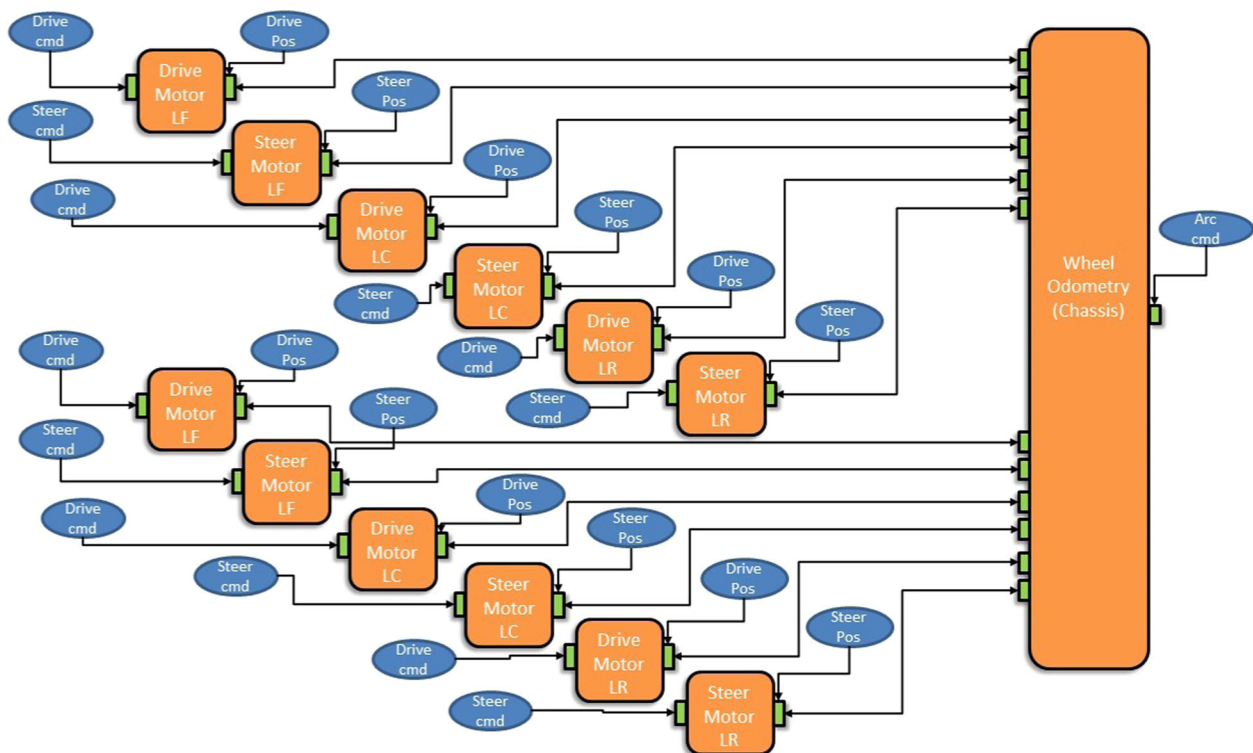 Drive
cmd
Drive
Pos
Drive
Motor
LF
Steer
cmd
Steer
Pos
Steer
Motor
LF
Drive
cmd
Drive
Pos
Drive
Motor
LC
Steer
cmd
Steer
Pos
Steer
Motor
LC
Drive
cmd
Drive
Pos
Drive
Motor
LR
Steer
cmd
Steer
Pos
Steer
Motor
LR
Drive
cmd
Drive
Pos
Drive
Motor
LF
Steer
cmd
Steer
Pos
Steer
Motor
LF
Drive
cmd
Drive
Pos
Drive
Motor
LC
Steer
cmd
Steer
Pos
Steer
Motor
LC
Drive
cmd
Drive
Pos
Drive
Motor
LR
Steer
cmd
Steer
Pos
Steer
Motor
LR
Wheel
Odometry
(Chassis)
Arc
cmd